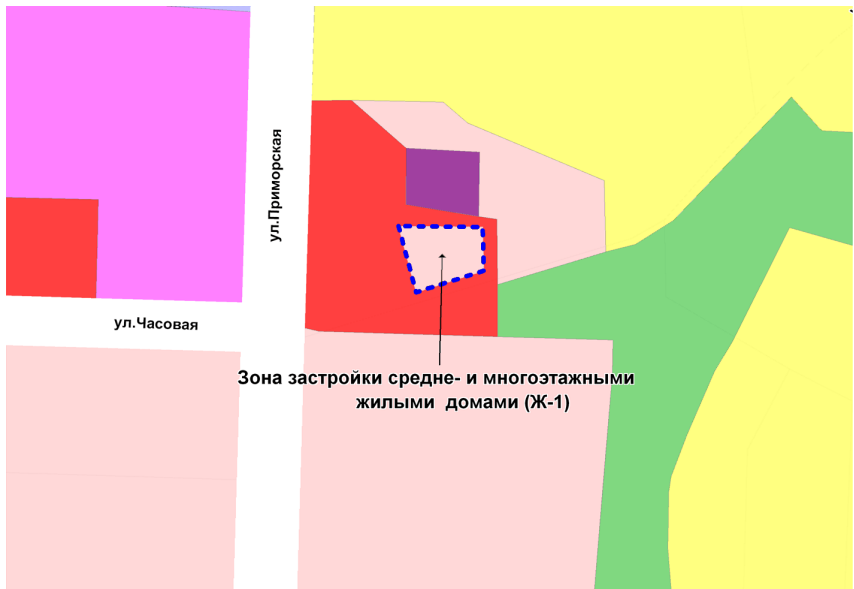 ул.Приморская
ул.Часовая
Зона застройки средне- и многоэтажными
жилыми домами (Ж-1)